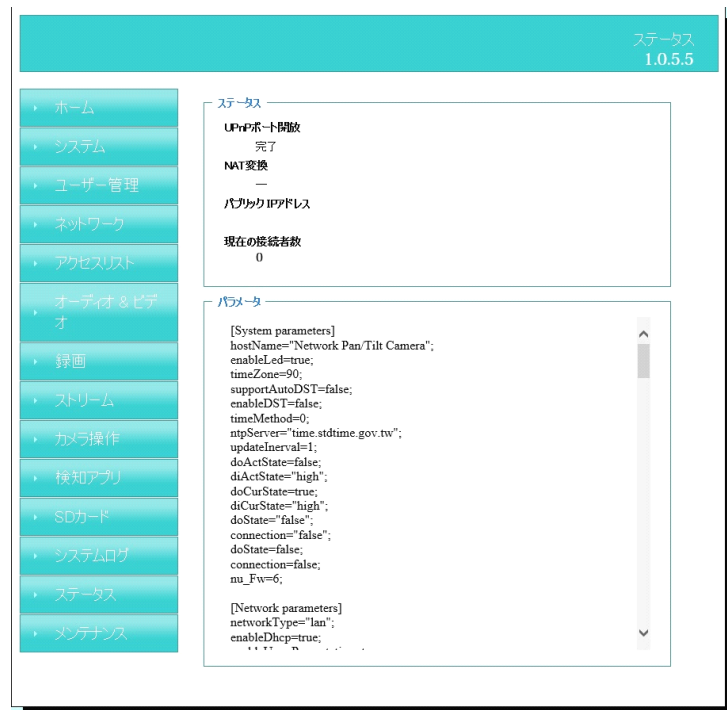 ステータス
1.0.5.5
ホーム
システム
ユーザー管理
ネットワーク
アクセスリスト
オーディオ & ビデ
オ
録画
ストリーム
カメラ操作
検知アプリ
SDカード
システムログ
ステータス
メンテナンス
ステータス
UPnPポート開放
完了
NAT変換
—
パブリック IPアドレス
現在の接続者数
0
パラメータ
[System parameters]
hostName="Network Pan/Tilt Camera";
enableLed=true;
timeZone=90;
supportAutoDST=false;
enableDST=false;
timeMethod=0;
ntpServer="time.stdtime.gov.tw";
updateInerval=1;
doActState=false;
diActState="high";
doCurState=true;
diCurState="high";
doState="false";
connection="false";
doState=false;
connection=false;
nu_Fw=6;
[Network parameters]
networkType="lan";
enableDhcp=true;